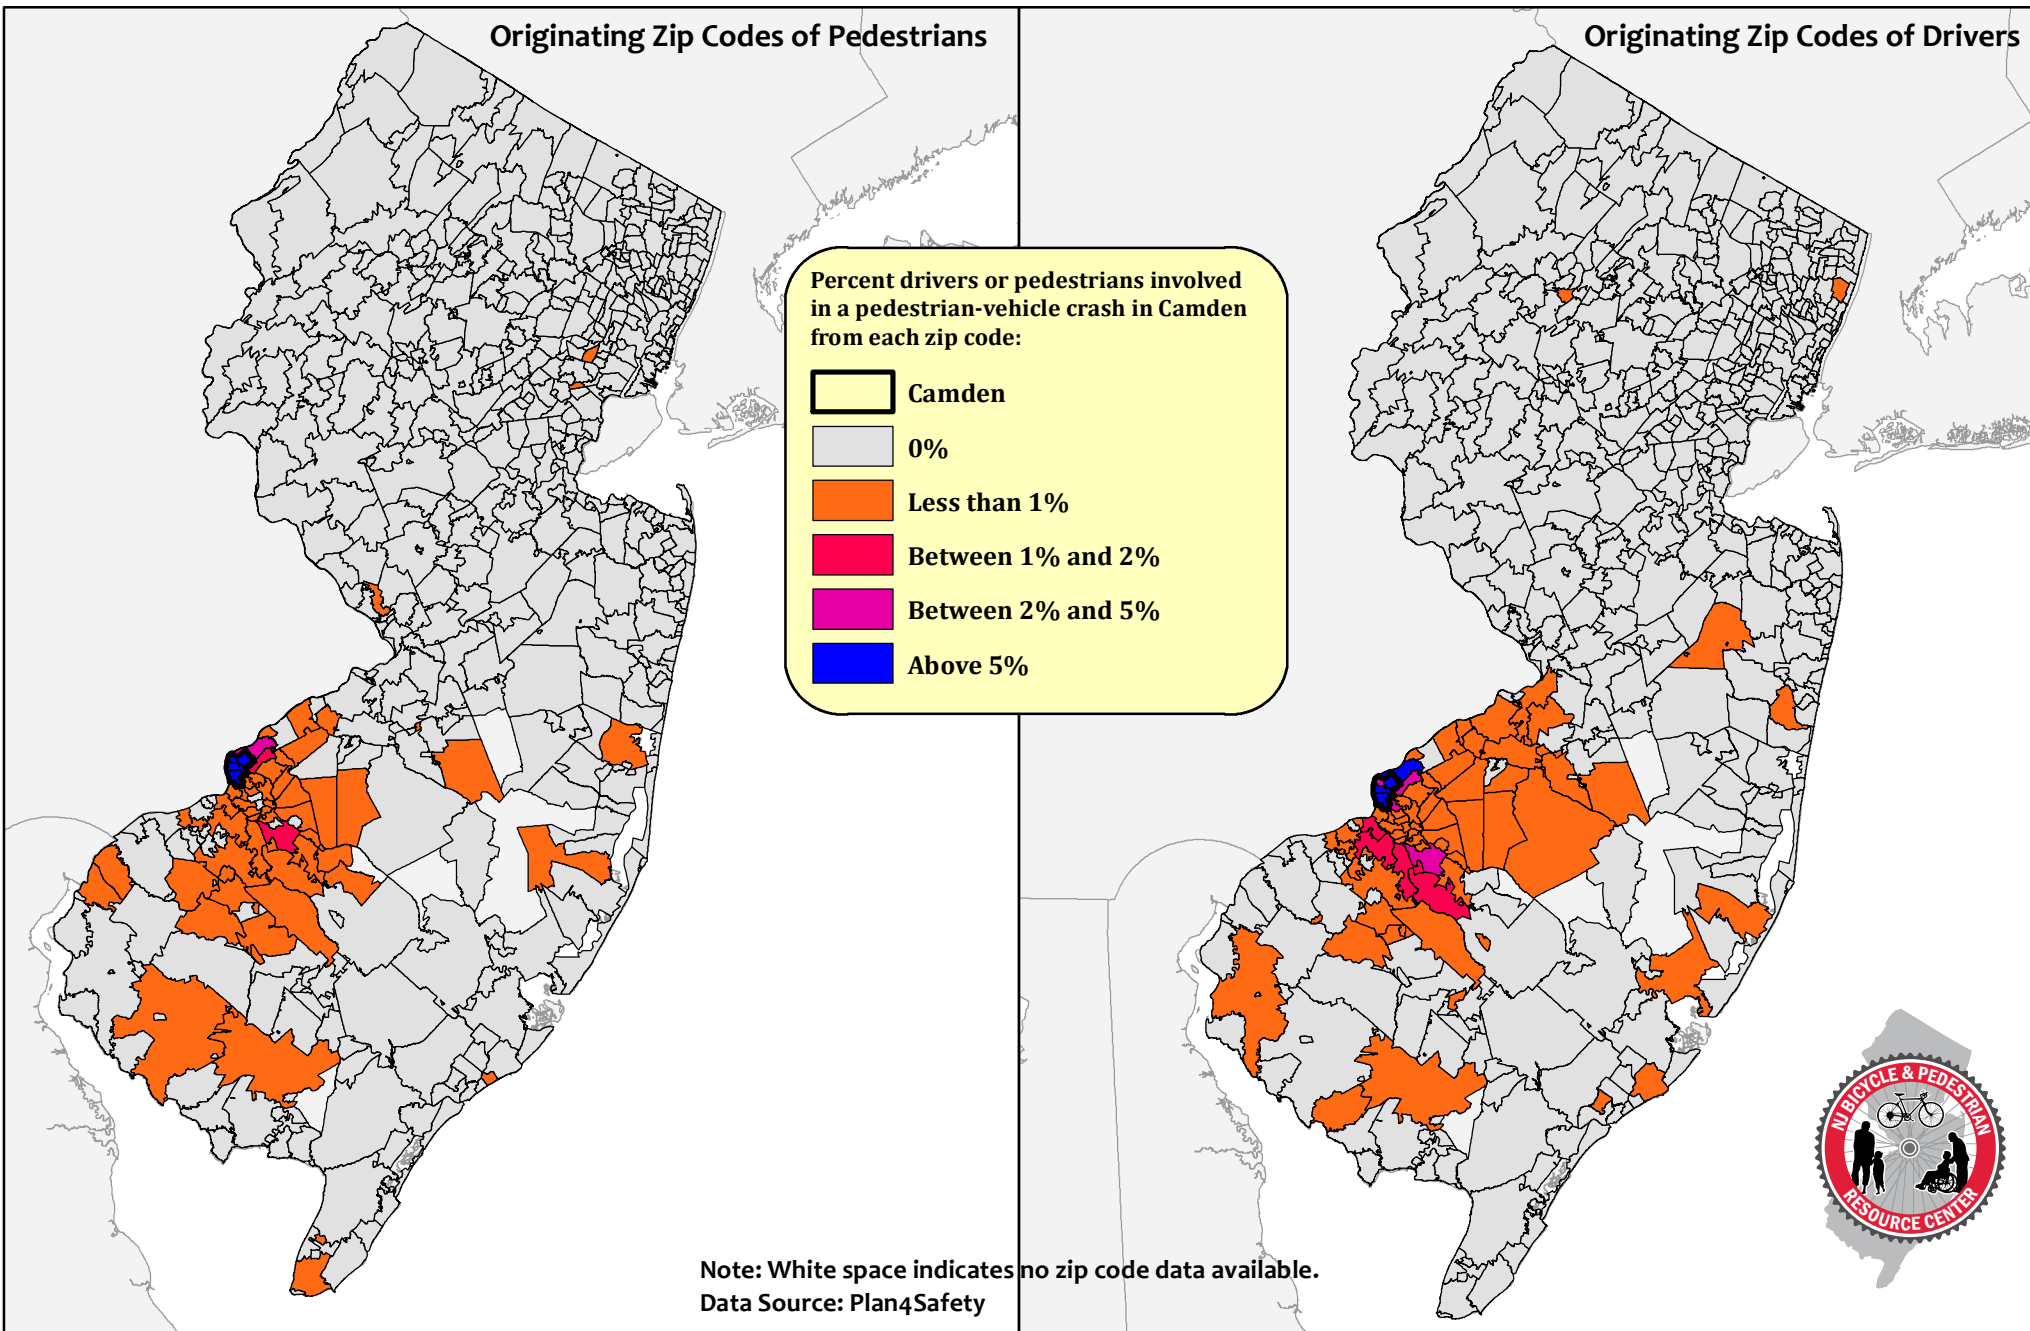 Originating Zip Codes of Pedestrians
Originating Zip Codes of Drivers
Percent drivers or pedestrians involved
in a pedestrian-vehicle crash in Camden
from each zip code:
Camden
0%
Less than 1%
Between 1% and 2%
Between 2% and 5%
Above 5%
NJ BICYCLE & PEDESTRIAN
RESOURCE CENTER
Note: White space indicates no zip code data available.
Data Source: Plan4Safety